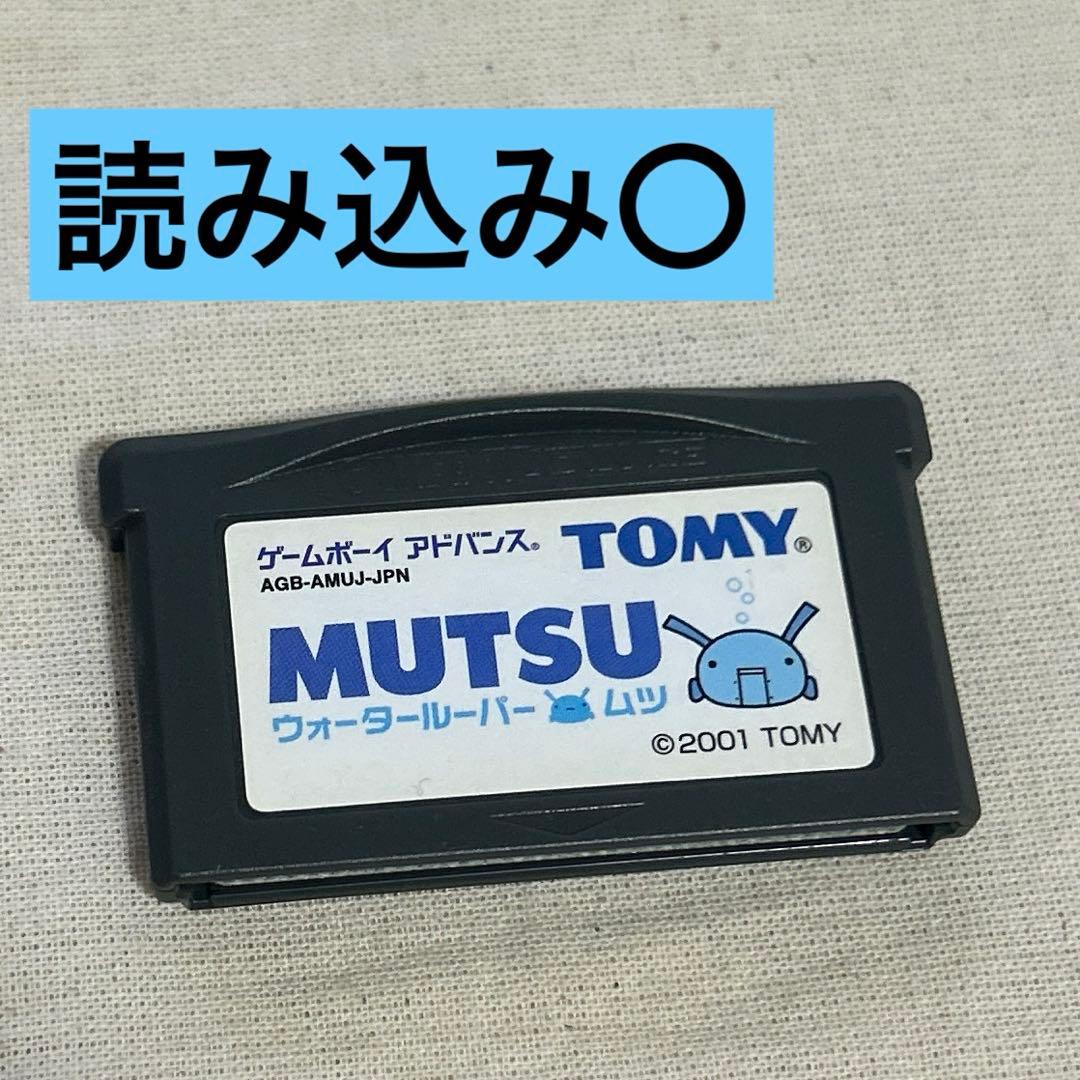 読み込み〇
ゲームボーイ アドバンス®
AGB-AMUJ-JPN
TOMY®
MUTSU
ウォータールーパー ムツ
©2001 TOMY